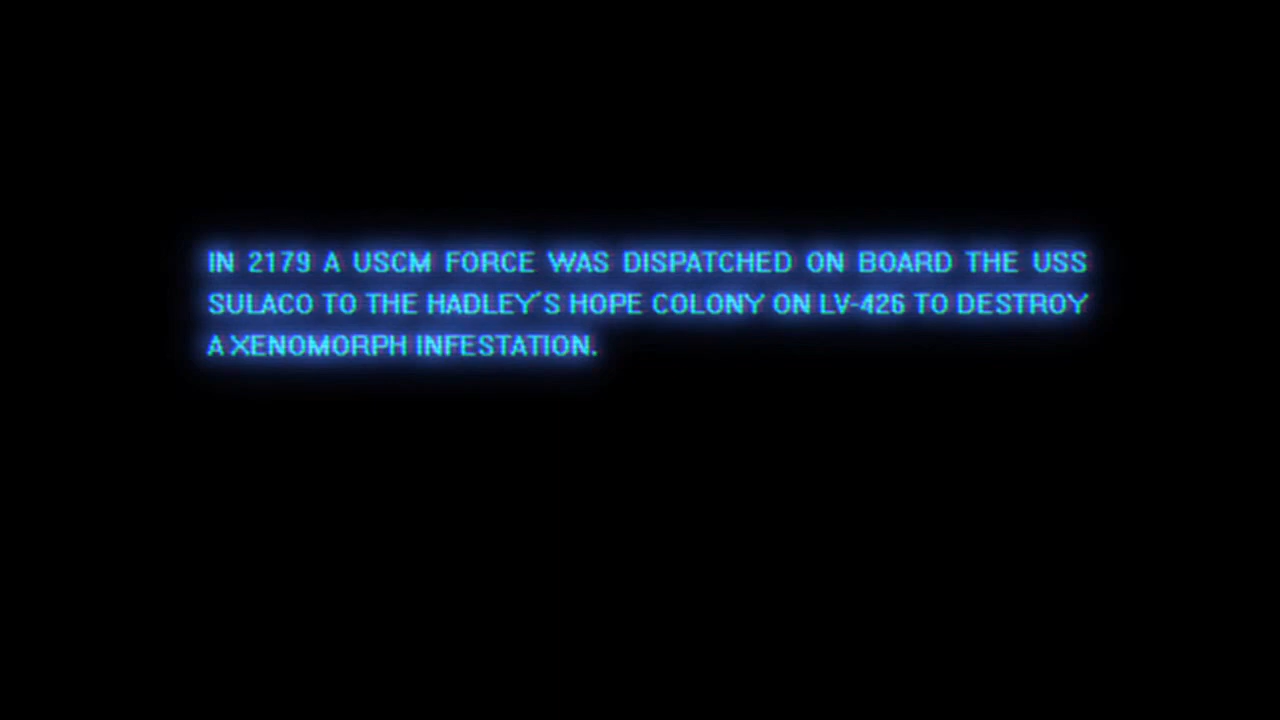 IN 2179 A USCM FORCE WAS DISPATCHED ON BOARD THE USS
SULACO TO THE HADLEY'S HOPE COLONY ON LV-426 TO DESTROY
A XENOMORPH INFESTATION.